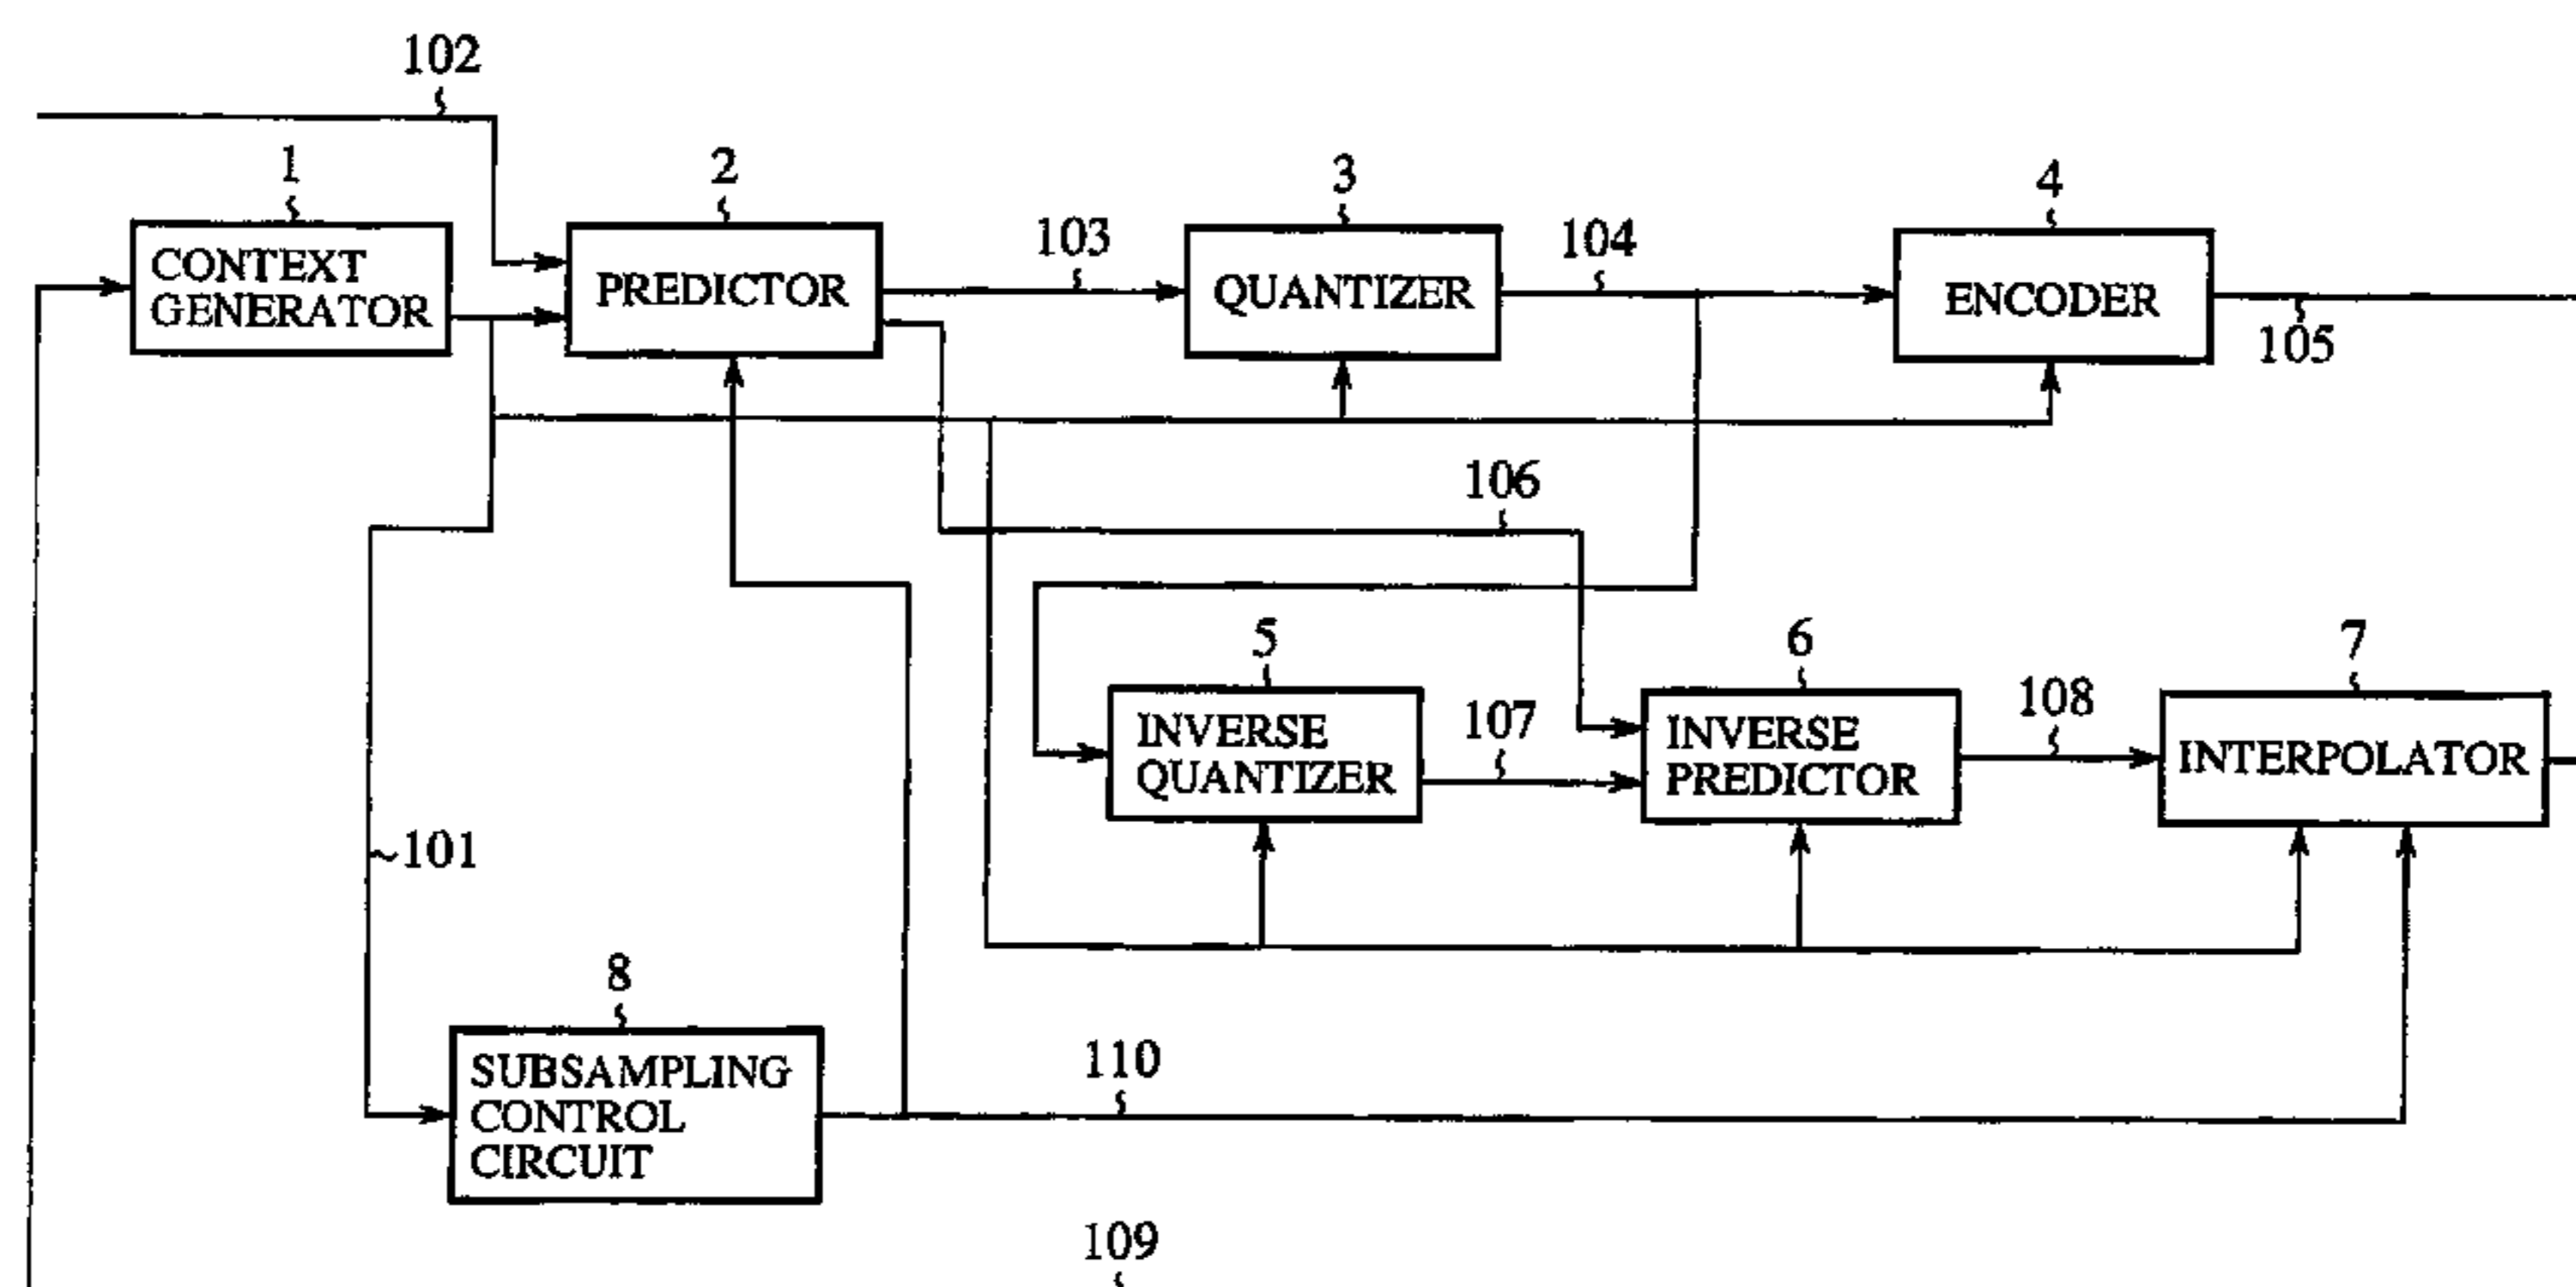 102
1
2
3
4
CONTEXT
GENERATOR
PREDICTOR
103
QUANTIZER
104
ENCODER
105
106
5
6
7
INVERSE
QUANTIZER
107
INVERSE
PREDICTOR
108
INTERPOLATOR
101
8
SUBSAMPLING
CONTROL
CIRCUIT
110
109